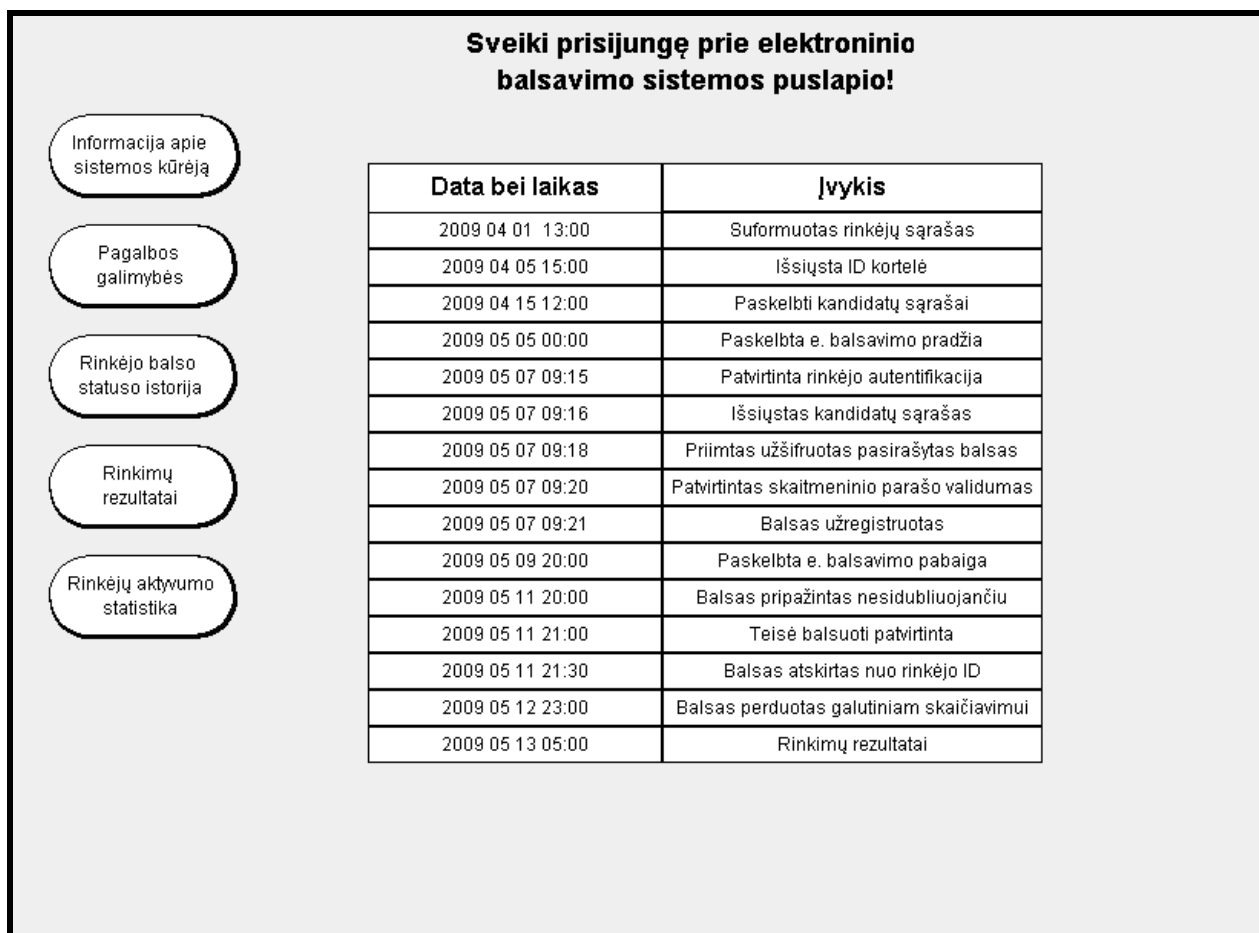 Sveiki prisijungę prie elektroninio
balsavimo sistemos puslapio!
Informacija apie
sistemos kūrėją
Pagalbos
galimybės
Rinkėjo balso
statuso istorija
Rinkimų
rezultatai
Rinkėjų aktyvumo
statistika
Data bei laikas Įvykis
2009 04 01 13:00 Suformuotas rinkėjų sąrašas
2009 04 05 15:00 Išsiųsta ID kortelė
2009 04 15 12:00 Paskelbti kandidatų sąrašai
2009 05 05 00:00 Paskelbta e. balsavimo pradžia
2009 05 07 09:15 Patvirtinta rinkėjo autentifikacija
2009 05 07 09:16 Išsiųstas kandidatų sąrašas
2009 05 07 09:18 Priimtas užšifruotas pasirašytas balsas
2009 05 07 09:20 Patvirtintas skaitmeninio parašo validumas
2009 05 07 09:21 Balsas užregistruotas
2009 05 09 20:00 Paskelbta e. balsavimo pabaiga
2009 05 11 20:00 Balsas pripažintas nesidubliuojančiu
2009 05 11 21:00 Teisė balsuoti patvirtinta
2009 05 11 21:30 Balsas atskirtas nuo rinkėjo ID
2009 05 12 23:00 Balsas perduotas galutiniam skaičiavimui
2009 05 13 05:00 Rinkimų rezultatai